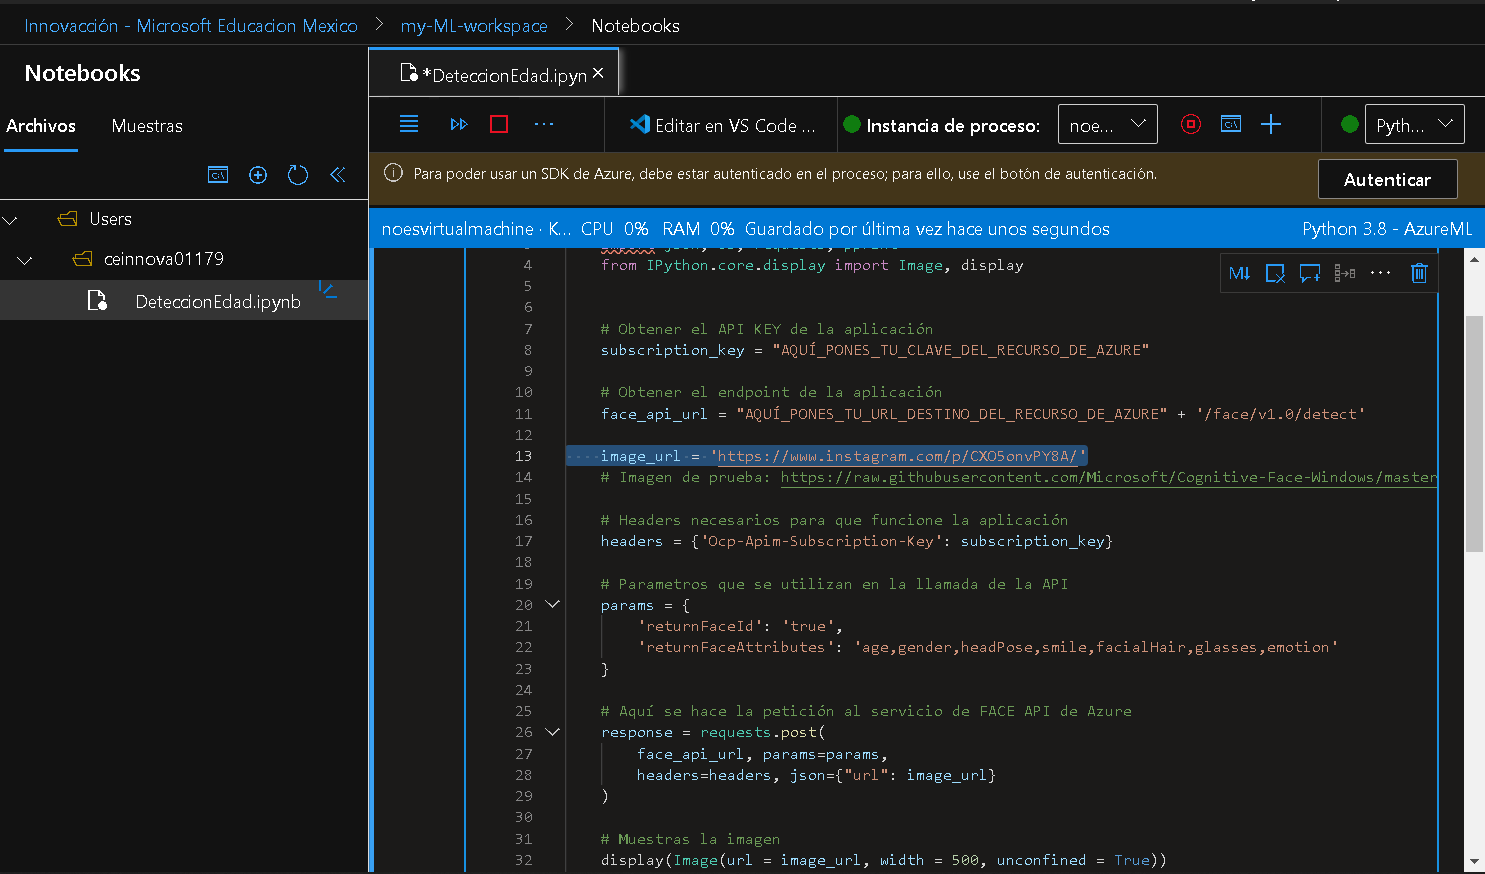 Innovacción - Microsoft Educacion Mexico > my-ML-workspace > Notebooks
Notebooks
*DeteccionEdad.ipyn ×
Archivos Muestras
Editar en VS Code ... Instancia de proceso: noe... Pyth...
Para poder usar un SDK de Azure, debe estar autenticado en el proceso; para ello, use el botón de autenticación. Autenticar
Users
ceinnova01179
DeteccionEdad.ipynb
noesvirtualmachine · K... CPU 0% RAM 0% Guardado por última vez hace unos segundos Python 3.8 - AzureML
4 from IPython.core.display import Image, display
5
6
7 # Obtener el API KEY de la aplicación
8 subscription_key = "AQUÍ_PONES_TU_CLAVE_DEL_RECURSO_DE_AZURE"
9
10 # Obtener el endpoint de la aplicación
11 face_api_url = "AQUÍ_PONES_TU_URL_DESTINO_DEL_RECURSO_DE_AZURE" + '/face/v1.0/detect'
12
13 image_url = 'https://www.instagram.com/p/CXO5onvPY8A/'
14 # Imagen de prueba: https://raw.githubusercontent.com/Microsoft/Cognitive-Face-Windows/master
15
16 # Headers necesarios para que funcione la aplicación
17 headers = {'Ocp-Apim-Subscription-Key': subscription_key}
18
19 # Parametros que se utilizan en la llamada de la API
20 params = {
21 'returnFaceId': 'true',
22 'returnFaceAttributes': 'age,gender,headPose,smile,facialHair,glasses,emotion'
23 }
24
25 # Aquí se hace la petición al servicio de FACE API de Azure
26 response = requests.post(
27 face_api_url, params=params,
28 headers=headers, json={"url": image_url}
29 )
30
31 # Muestras la imagen
32 display(Image(url = image_url, width = 500, unconfined = True))